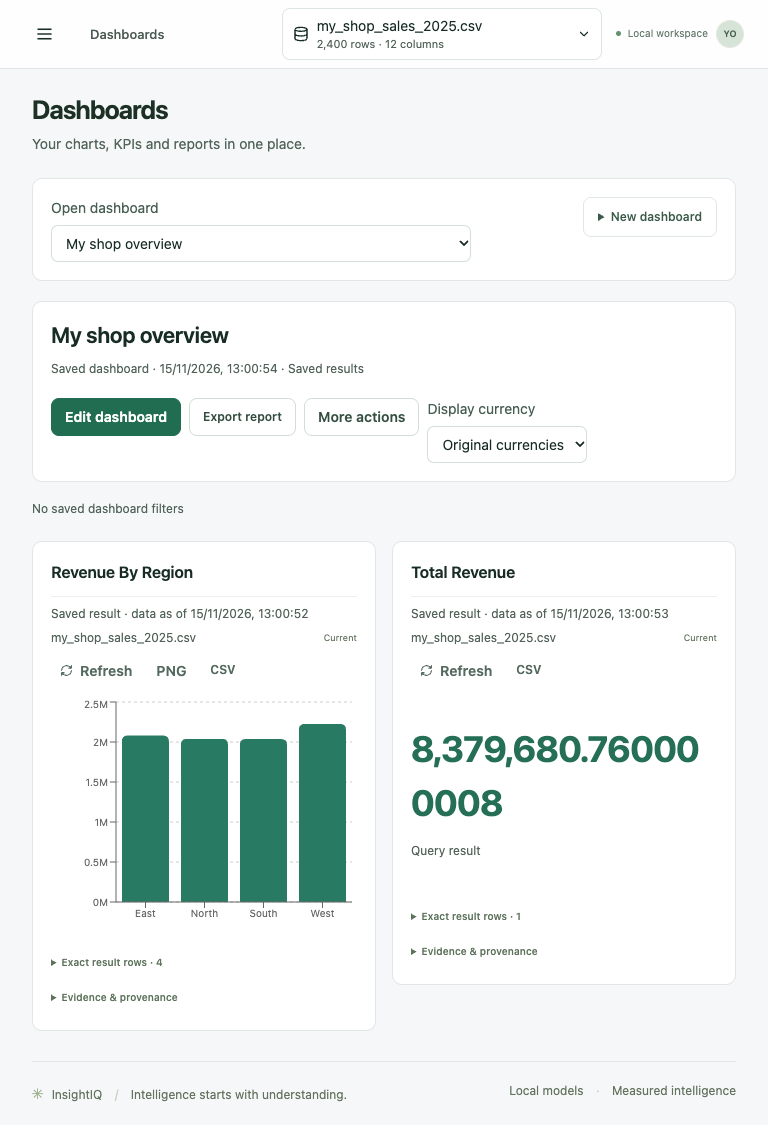 Dashboards
my_shop_sales_2025.csv
2,400 rows · 12 columns
Local workspace
YO
Dashboards
Your charts, KPIs and reports in one place.
Open dashboard
My shop overview
New dashboard
My shop overview
Saved dashboard · 15/11/2026, 13:00:54 · Saved results
Edit dashboard
Export report
More actions
Display currency
Original currencies
No saved dashboard filters
Revenue By Region
Saved result · data as of 15/11/2026, 13:00:52
my_shop_sales_2025.csv
Current
Refresh
PNG
CSV
2.5M
2M
1.5M
1M
0.5M
0M
East
North
South
West
Exact result rows · 4
Evidence & provenance
Total Revenue
Saved result · data as of 15/11/2026, 13:00:53
my_shop_sales_2025.csv
Current
Refresh
CSV
8,379,680.76000
0008
Query result
Exact result rows · 1
Evidence & provenance
InsightIQ / Intelligence starts with understanding.
Local models · Measured intelligence